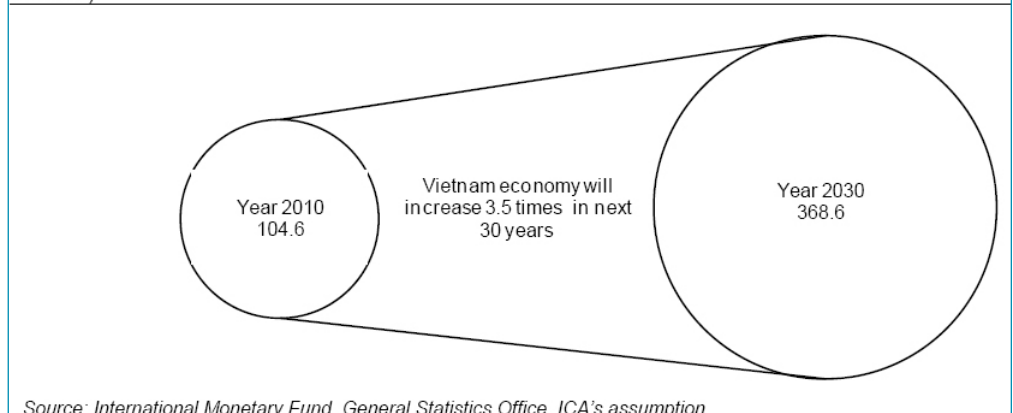 Year 2010
104.6
Vietnam economy will
increase 3.5 times in next
30 years
Year 2030
368.6
Source: International Monetary Fund, General Statistics Office, ICA's assumption